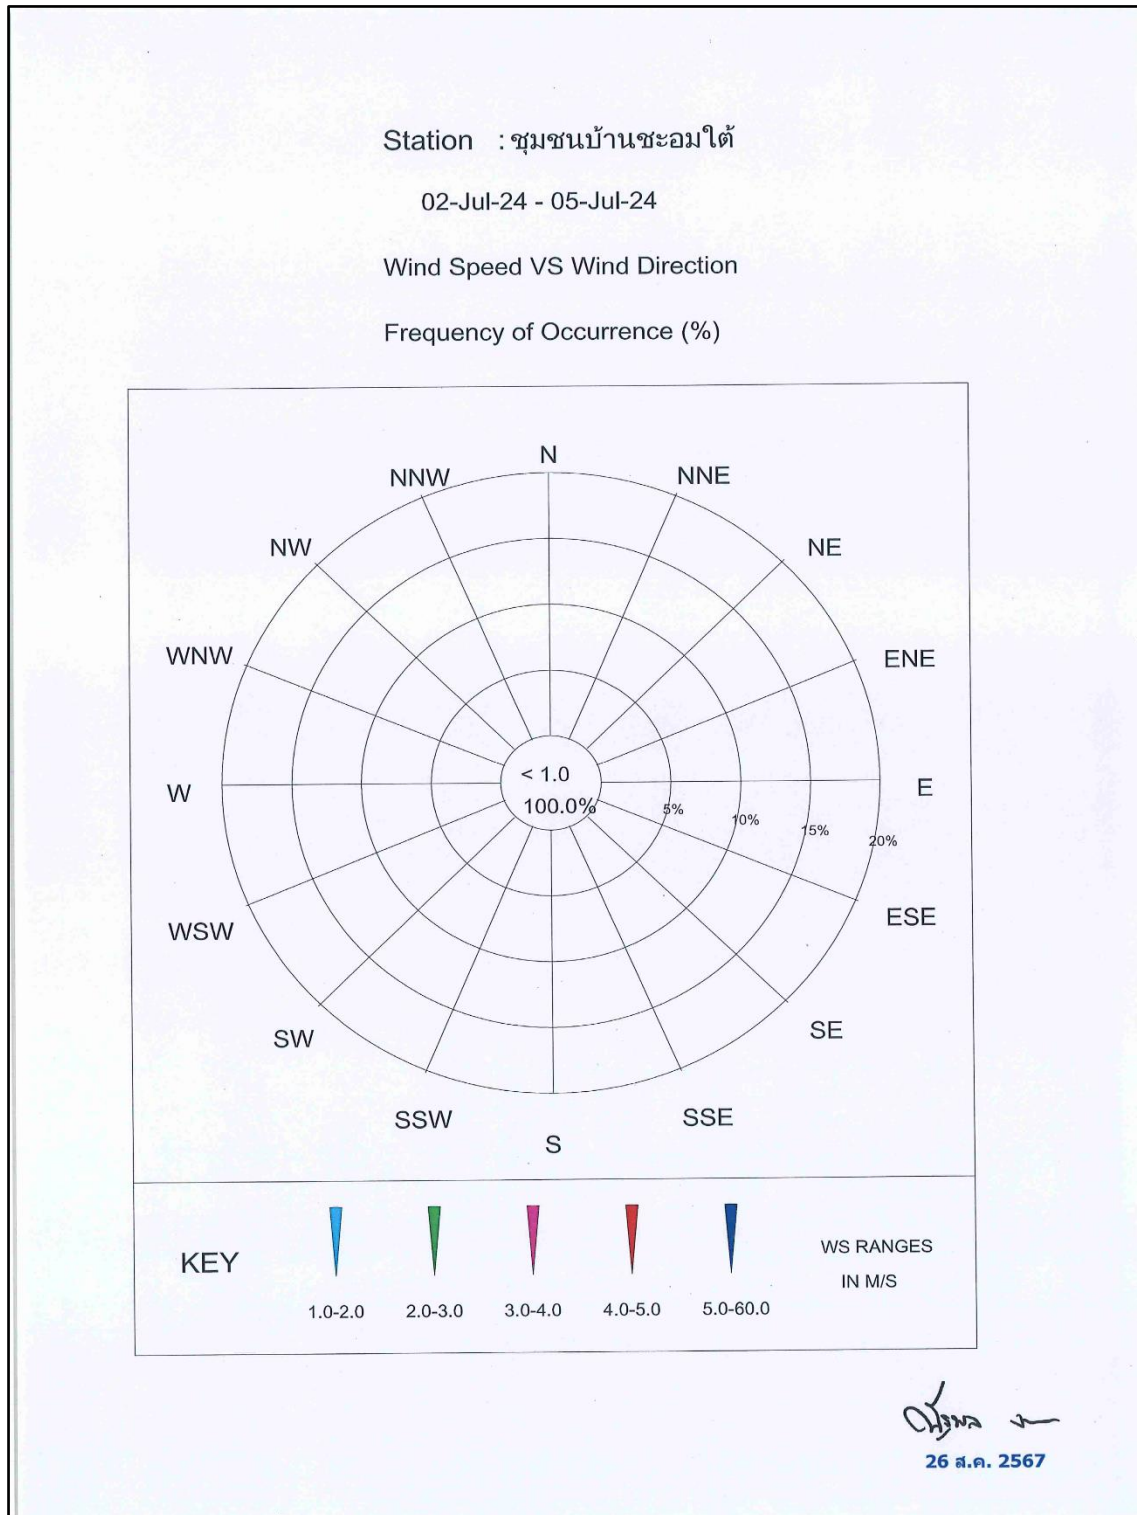 Station : ชุมชนบ้านชะอมใต้
02-Jul-24 - 05-Jul-24
Wind Speed VS Wind Direction
Frequency of Occurrence (%)
N
NNW
NNE
NW
NE
WNW
ENE
< 1.0
100.0%
5%
10%
15%
20%
W
E
WSW
ESE
SW
SE
SSW
SSE
S
KEY
WS RANGES
IN M/S
1.0-2.0
2.0-3.0
3.0-4.0
4.0-5.0
5.0-60.0
26 ส.ค. 2567